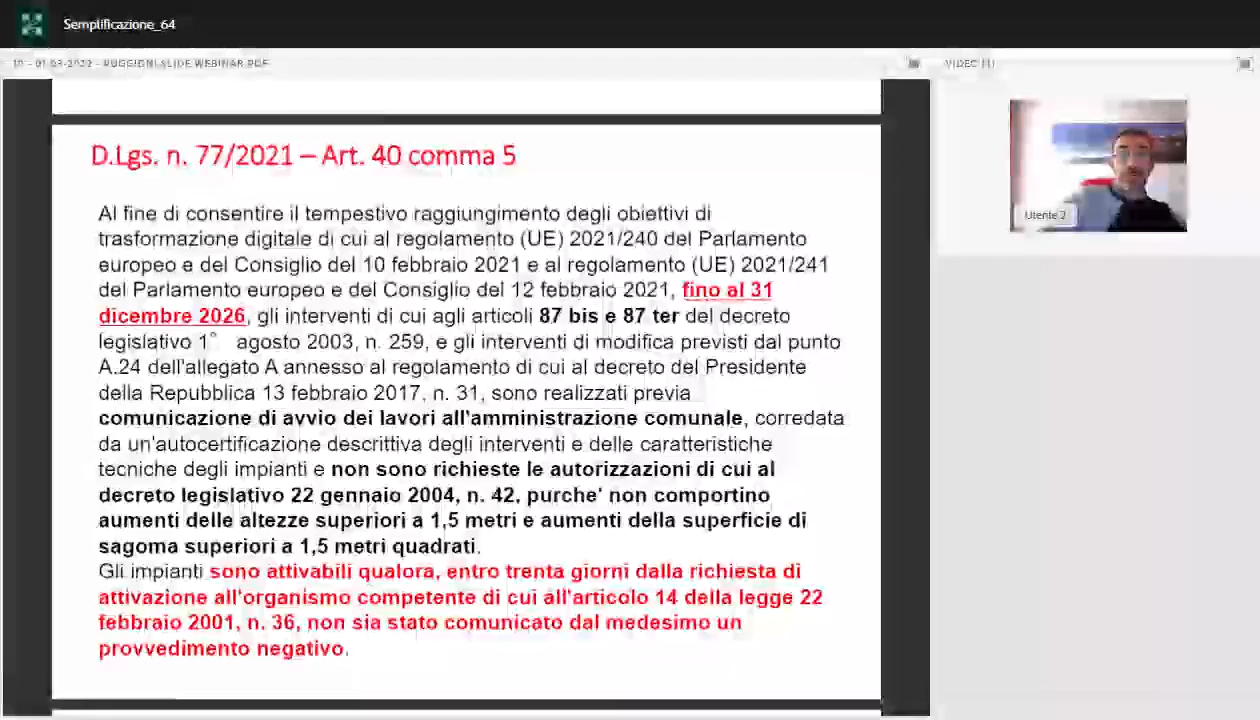 Semplificazione_64
10 - 01-03-2022 - RUGGIONI SLIDE WEBINAR.PDF
VIDEO (1)
D.Lgs. n. 77/2021 – Art. 40 comma 5
Al fine di consentire il tempestivo raggiungimento degli obiettivi di
trasformazione digitale di cui al regolamento (UE) 2021/240 del Parlamento
europeo e del Consiglio del 10 febbraio 2021 e al regolamento (UE) 2021/241
del Parlamento europeo e del Consiglio del 12 febbraio 2021, fino al 31
dicembre 2026, gli interventi di cui agli articoli 87 bis e 87 ter del decreto
legislativo 1° agosto 2003, n. 259, e gli interventi di modifica previsti dal punto
A.24 dell'allegato A annesso al regolamento di cui al decreto del Presidente
della Repubblica 13 febbraio 2017, n. 31, sono realizzati previa
comunicazione di avvio dei lavori all'amministrazione comunale, corredata
da un'autocertificazione descrittiva degli interventi e delle caratteristiche
tecniche degli impianti e non sono richieste le autorizzazioni di cui al
decreto legislativo 22 gennaio 2004, n. 42, purche' non comportino
aumenti delle altezze superiori a 1,5 metri e aumenti della superficie di
sagoma superiori a 1,5 metri quadrati.
Gli impianti sono attivabili qualora, entro trenta giorni dalla richiesta di
attivazione all'organismo competente di cui all'articolo 14 della legge 22
febbraio 2001, n. 36, non sia stato comunicato dal medesimo un
provvedimento negativo.
Utente 2